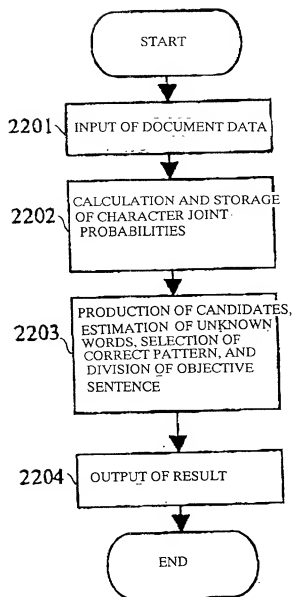 START
2201
INPUT OF DOCUMENT DATA
2202
CALCULATION AND STORAGE
OF CHARACTER JOINT
PROBABILITIES
2203
PRODUCTION OF CANDIDATES,
ESTIMATION OF UNKNOWN
WORDS, SELECTION OF
CORRECT PATTERN, AND
DIVISION OF OBJECTIVE
SENTENCE
2204
OUTPUT OF RESULT
END